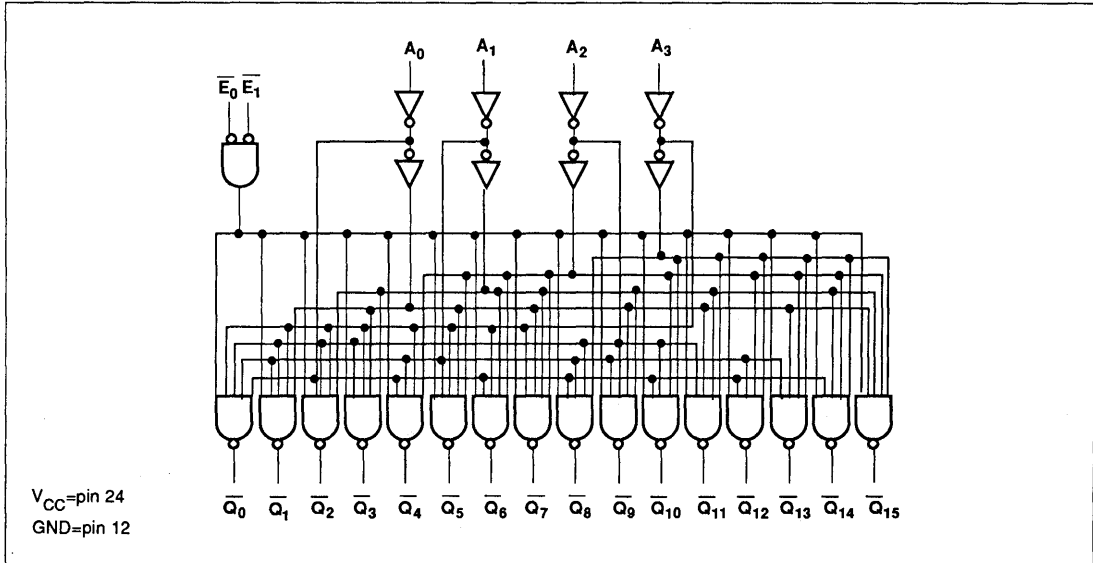 A0 A1 A2 A3
E̅0̅ E̅1̅
Q̅0 Q̅1 Q̅2 Q̅3 Q̅4 Q̅5 Q̅6 Q̅7 Q̅8 Q̅9 Q̅10 Q̅11 Q̅12 Q̅13 Q̅14 Q̅15
VCC=pin 24
GND=pin 12